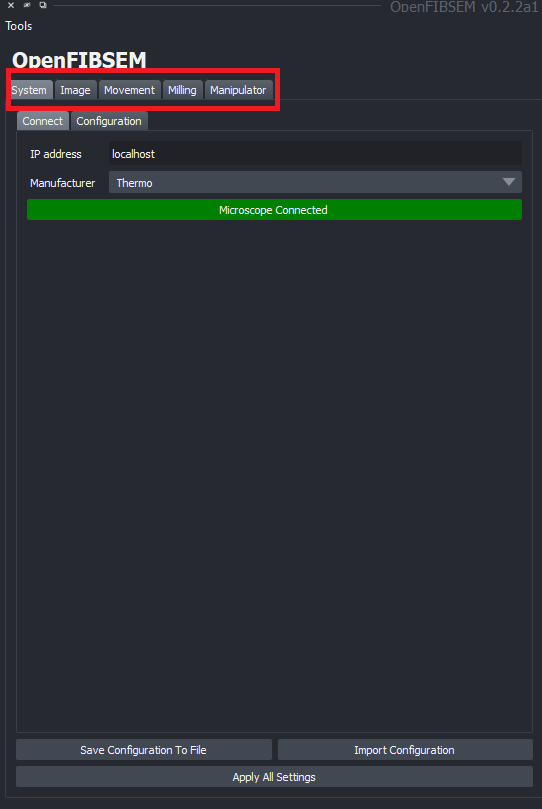 OpenFIBSEM v0.2.2a1
Tools
OpenFIBSEM
System Image Movement Milling Manipulator
Connect Configuration
IP address localhost
Manufacturer Thermo
Microscope Connected
Save Configuration To File Import Configuration
Apply All Settings